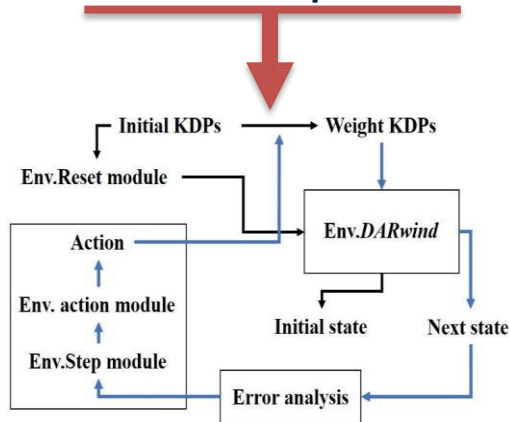 Initial KDPs
Weight KDPs
Env.Reset module
Action
Env.DARwind
Env. action module
Initial state
Next state
Env.Step module
Error analysis